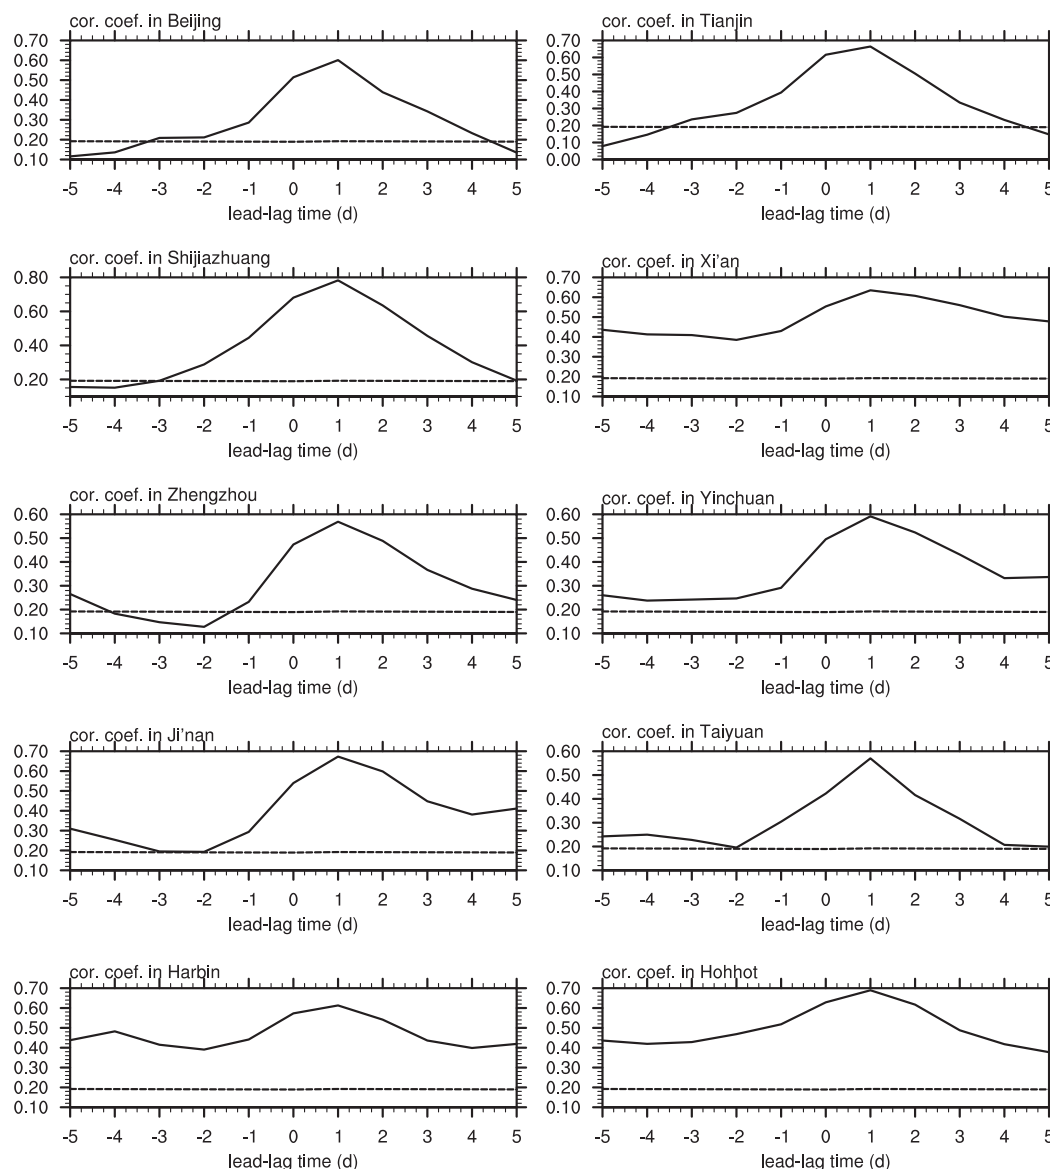 cor. coef. in Beijing
0.70
0.60
0.50
0.40
0.30
0.20
0.10
-5 -4 -3 -2 -1 0 1 2 3 4 5
lead-lag time (d)
cor. coef. in Tianjin
0.70
0.60
0.50
0.40
0.30
0.20
0.10
0.00
-5 -4 -3 -2 -1 0 1 2 3 4 5
lead-lag time (d)
cor. coef. in Shijiazhuang
0.80
0.60
0.40
0.20
-5 -4 -3 -2 -1 0 1 2 3 4 5
lead-lag time (d)
cor. coef. in Xi'an
0.70
0.60
0.50
0.40
0.30
0.20
0.10
-5 -4 -3 -2 -1 0 1 2 3 4 5
lead-lag time (d)
cor. coef. in Zhengzhou
0.60
0.50
0.40
0.30
0.20
0.10
-5 -4 -3 -2 -1 0 1 2 3 4 5
lead-lag time (d)
cor. coef. in Yinchuan
0.60
0.50
0.40
0.30
0.20
0.10
-5 -4 -3 -2 -1 0 1 2 3 4 5
lead-lag time (d)
cor. coef. in Ji'nan
0.70
0.60
0.50
0.40
0.30
0.20
0.10
-5 -4 -3 -2 -1 0 1 2 3 4 5
lead-lag time (d)
cor. coef. in Taiyuan
0.60
0.50
0.40
0.30
0.20
0.10
-5 -4 -3 -2 -1 0 1 2 3 4 5
lead-lag time (d)
cor. coef. in Harbin
0.70
0.60
0.50
0.40
0.30
0.20
0.10
-5 -4 -3 -2 -1 0 1 2 3 4 5
lead-lag time (d)
cor. coef. in Hohhot
0.70
0.60
0.50
0.40
0.30
0.20
0.10
-5 -4 -3 -2 -1 0 1 2 3 4 5
lead-lag time (d)